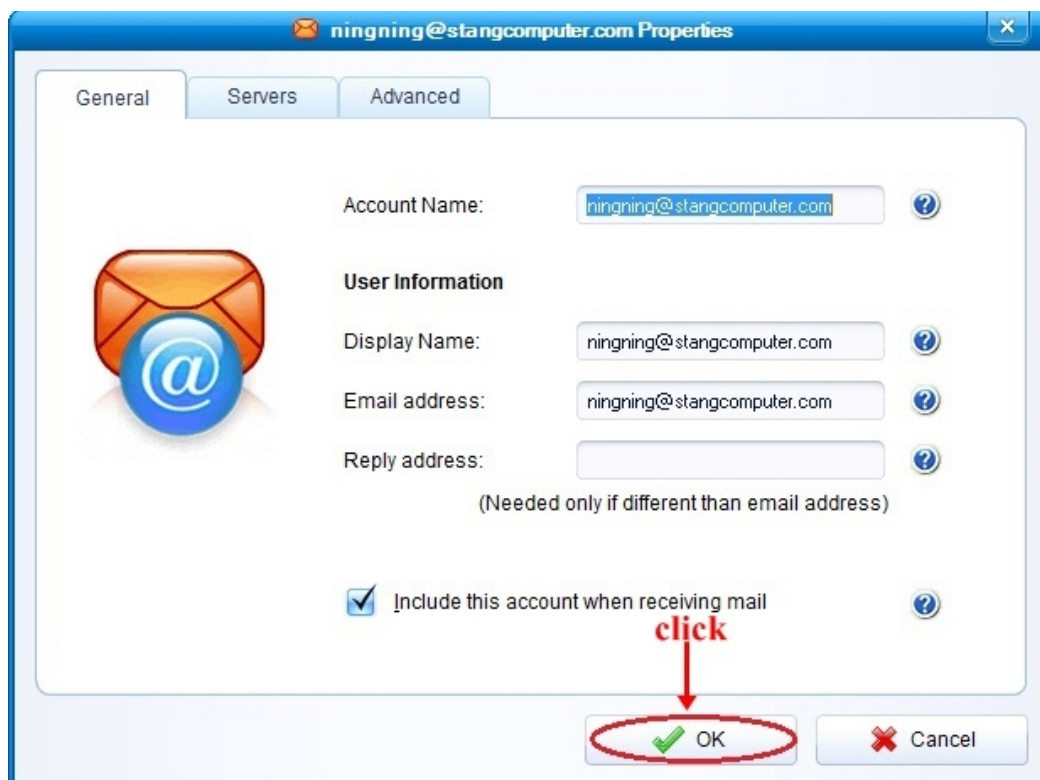 ningning@stangcomputer.com Properties
General Servers Advanced
Account Name: ningning@stangcomputer.com
User Information
Display Name: ningning@stangcomputer.com
Email address: ningning@stangcomputer.com
Reply address:
(Needed only if different than email address)
Include this account when receiving mail
click
OK Cancel